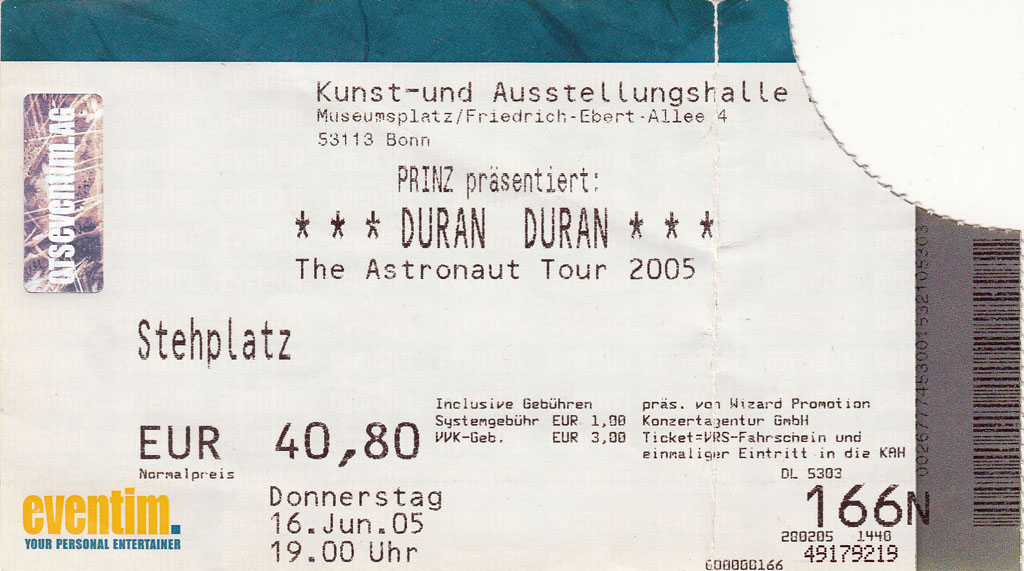 Kunst-und Ausstellungshalle
Museumsplatz/Friedrich-Ebert-Allee 4
53113 Bonn
PRINZ präsentiert:
* * * DURAN DURAN * * *
The Astronaut Tour 2005
ctseventim.AG
Stehplatz
EUR 40,80
Normalpreis
Inclusive Gebühren
Systemgebühr EUR 1,00
VVK-Geb. EUR 3,00
präs. von Wizard Promotion
Konzertagentur GmbH
Ticket=VRS-Fahrschein und
einmaliger Eintritt in die KAH
DL 5303
166N
280205 1440
49179219
600000166
eventim.
YOUR PERSONAL ENTERTAINER
Donnerstag
16.Jun.05
19.00 Uhr